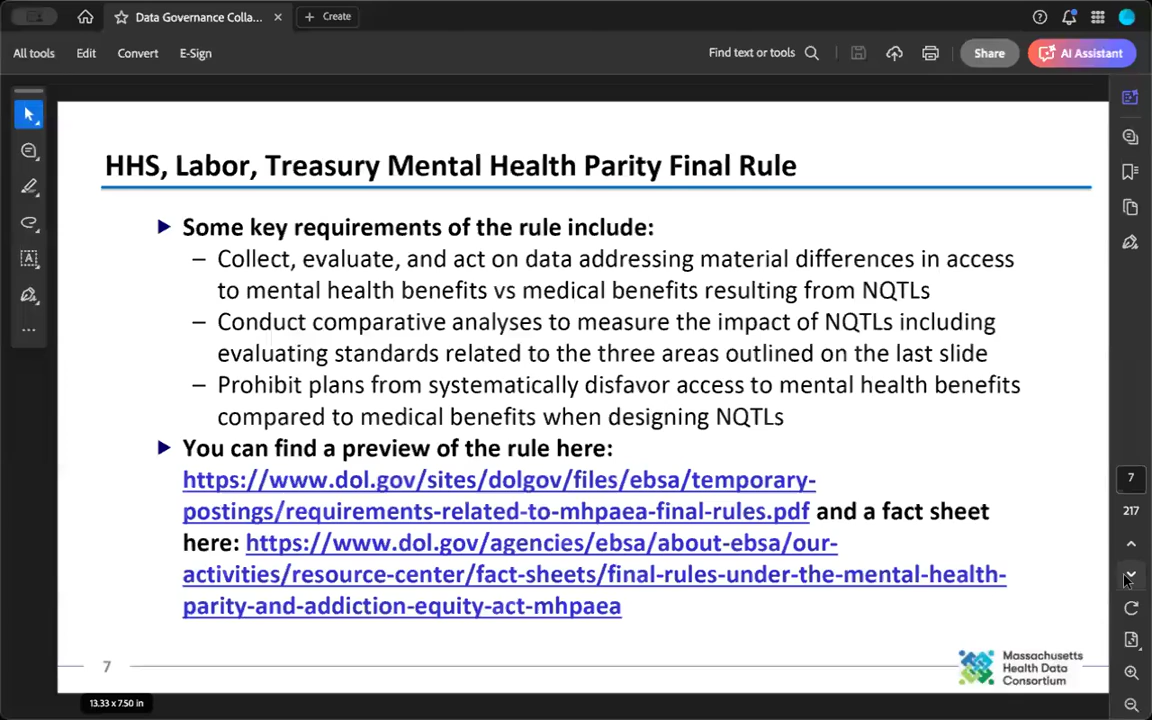 Data Governance Colla...
Create
All tools
Edit
Convert
E-Sign
Find text or tools
Share
AI Assistant
HHS, Labor, Treasury Mental Health Parity Final Rule
Some key requirements of the rule include:
– Collect, evaluate, and act on data addressing material differences in access
to mental health benefits vs medical benefits resulting from NQTLs
– Conduct comparative analyses to measure the impact of NQTLs including
evaluating standards related to the three areas outlined on the last slide
– Prohibit plans from systematically disfavor access to mental health benefits
compared to medical benefits when designing NQTLs
You can find a preview of the rule here:
https://www.dol.gov/sites/dolgov/files/ebsa/temporary-
postings/requirements-related-to-mhpaea-final-rules.pdf and a fact sheet
here: https://www.dol.gov/agencies/ebsa/about-ebsa/our-
activities/resource-center/fact-sheets/final-rules-under-the-mental-health-
parity-and-addiction-equity-act-mhpaea
7
217
7
Massachusetts
Health Data
Consortium
13.33 x 7.50 in